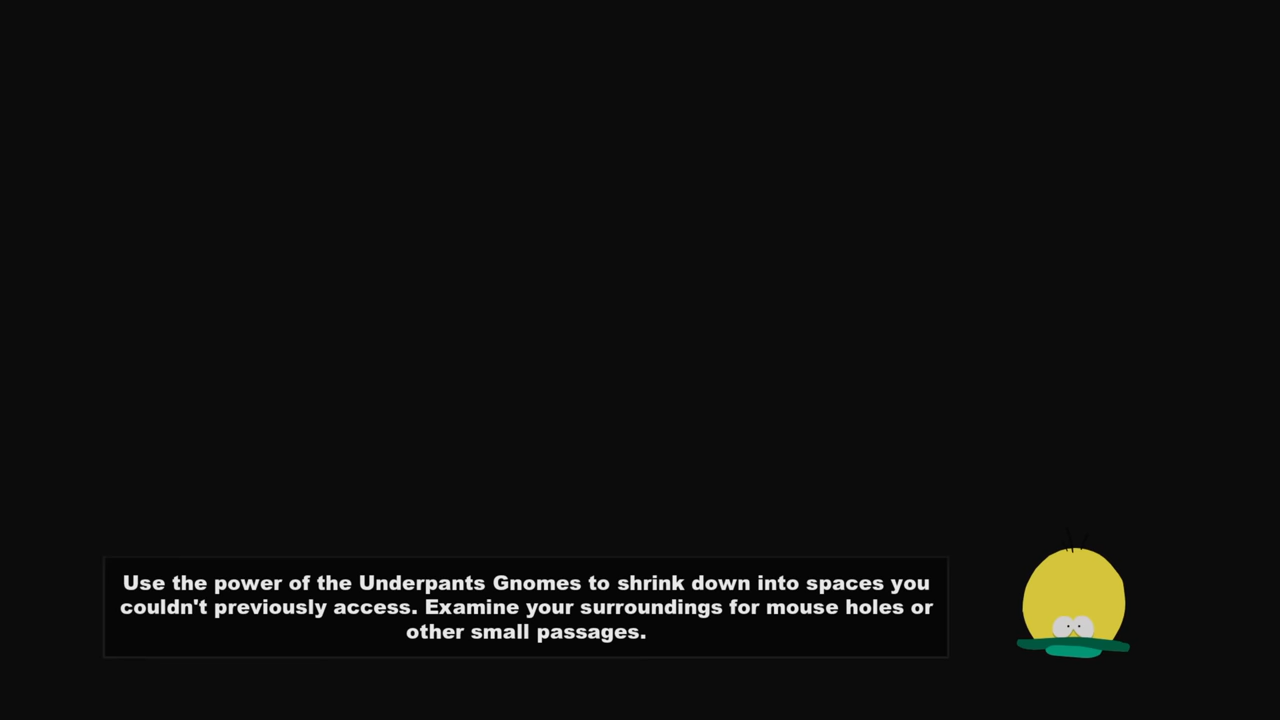 Use the power of the Underpants Gnomes to shrink down into spaces you
couldn't previously access. Examine your surroundings for mouse holes or
other small passages.